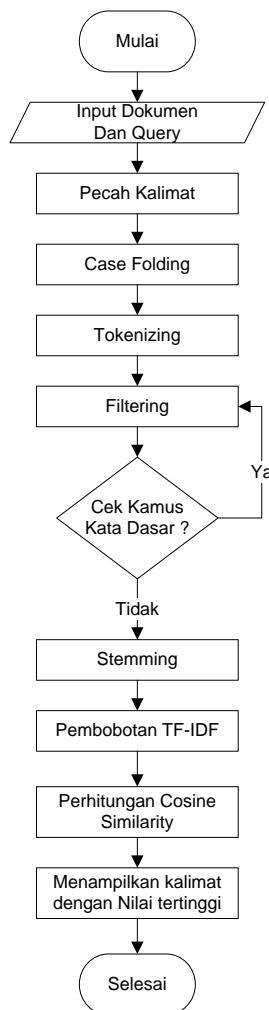 Mulai
Input Dokumen
Dan Query
Pecah Kalimat
Case Folding
Tokenizing
Filtering
Ya
Cek Kamus
Kata Dasar ?
Tidak
Stemming
Pembobotan TF-IDF
Perhitungan Cosine
Similarity
Menampilkan kalimat
dengan Nilai tertinggi
Selesai